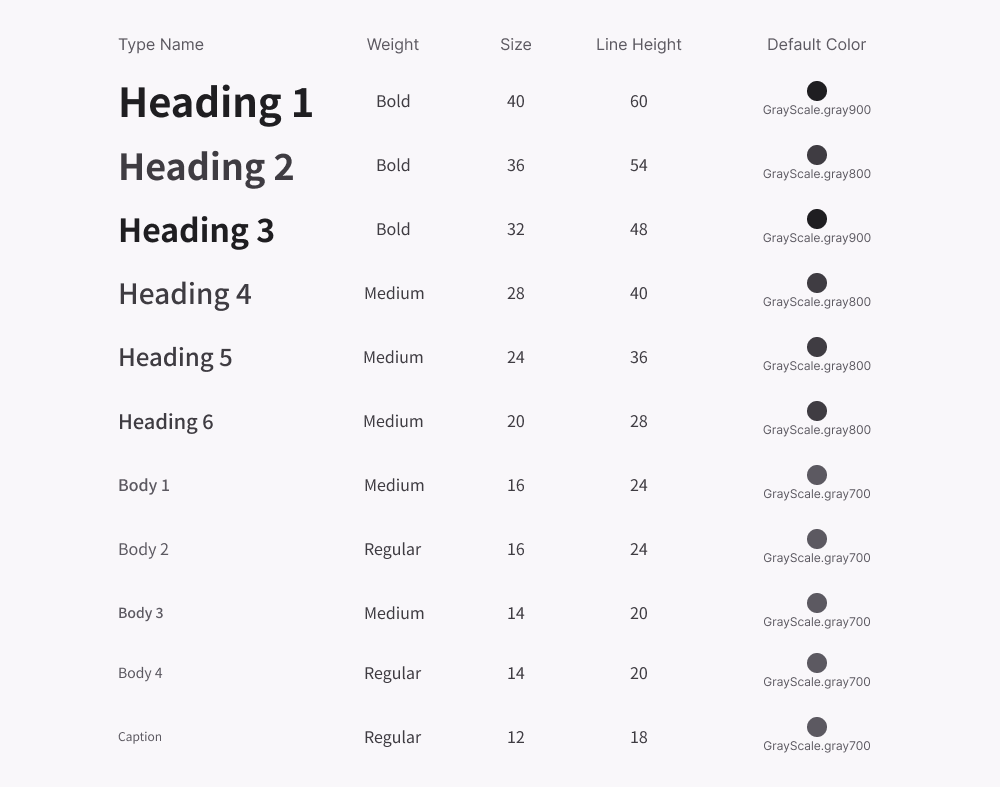 Type Name Weight Size Line Height Default Color
Heading 1 Bold 40 60 GrayScale.gray900
Heading 2 Bold 36 54 GrayScale.gray800
Heading 3 Bold 32 48 GrayScale.gray900
Heading 4 Medium 28 40 GrayScale.gray800
Heading 5 Medium 24 36 GrayScale.gray800
Heading 6 Medium 20 28 GrayScale.gray800
Body 1 Medium 16 24 GrayScale.gray700
Body 2 Regular 16 24 GrayScale.gray700
Body 3 Medium 14 20 GrayScale.gray700
Body 4 Regular 14 20 GrayScale.gray700
Caption Regular 12 18 GrayScale.gray700